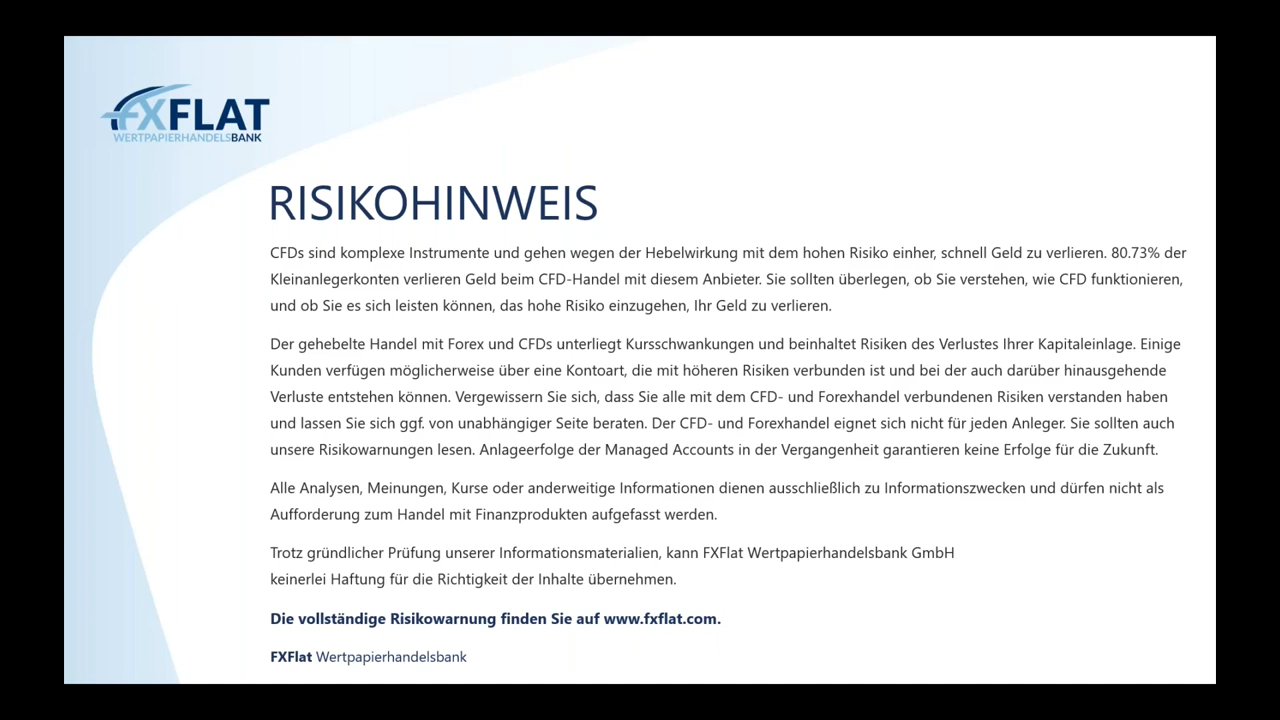 FXFLAT
WERTPAPIERHANDELSBANK
RISIKOHINWEIS
CFDs sind komplexe Instrumente und gehen wegen der Hebelwirkung mit dem hohen Risiko einher, schnell Geld zu verlieren. 80.73% der
Kleinanlegerkonten verlieren Geld beim CFD-Handel mit diesem Anbieter. Sie sollten überlegen, ob Sie verstehen, wie CFD funktionieren,
und ob Sie es sich leisten können, das hohe Risiko einzugehen, Ihr Geld zu verlieren.
Der gehebelte Handel mit Forex und CFDs unterliegt Kursschwankungen und beinhaltet Risiken des Verlustes Ihrer Kapitaleinlage. Einige
Kunden verfügen möglicherweise über eine Kontoart, die mit höheren Risiken verbunden ist und bei der auch darüber hinausgehende
Verluste entstehen können. Vergewissern Sie sich, dass Sie alle mit dem CFD- und Forexhandel verbundenen Risiken verstanden haben
und lassen Sie sich ggf. von unabhängiger Seite beraten. Der CFD- und Forexhandel eignet sich nicht für jeden Anleger. Sie sollten auch
unsere Risikowarnungen lesen. Anlageerfolge der Managed Accounts in der Vergangenheit garantieren keine Erfolge für die Zukunft.
Alle Analysen, Meinungen, Kurse oder anderweitige Informationen dienen ausschließlich zu Informationszwecken und dürfen nicht als
Aufforderung zum Handel mit Finanzprodukten aufgefasst werden.
Trotz gründlicher Prüfung unserer Informationsmaterialien, kann FXFlat Wertpapierhandelsbank GmbH
keinerlei Haftung für die Richtigkeit der Inhalte übernehmen.
Die vollständige Risikowarnung finden Sie auf www.fxflat.com.
FXFlat Wertpapierhandelsbank